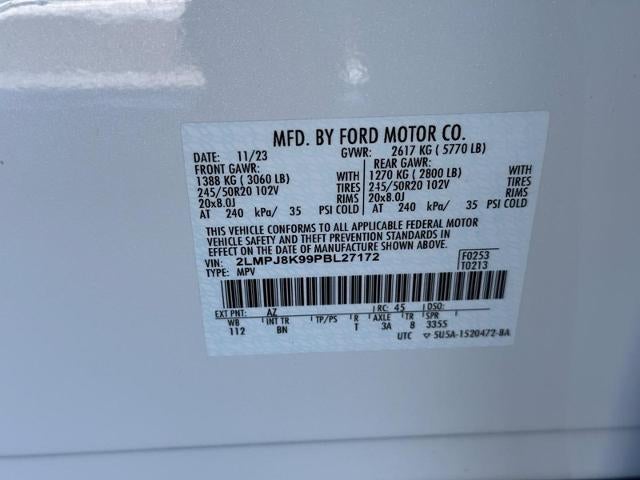 MFD. BY FORD MOTOR CO.
DATE: 11/23 GVWR: 2617 KG ( 5770 LB)
FRONT GAWR: REAR GAWR:
1388 KG ( 3060 LB) WITH 1270 KG ( 2800 LB) WITH
245/50R20 102V TIRES 245/50R20 102V TIRES
20x8.0J RIMS 20x8.0J RIMS
AT 240 kPa/ 35 PSI COLD AT 240 kPa/ 35 PSI COLD
THIS VEHICLE CONFORMS TO ALL APPLICABLE FEDERAL MOTOR
VEHICLE SAFETY AND THEFT PREVENTION STANDARDS IN
EFFECT ON THE DATE OF MANUFACTURE SHOWN ABOVE.
VIN: 2LMPJ8K99PBL27172 F0253
TYPE: MPV T0213
EXT PNT: AZ RC: 45 DSO:
WB INT TR TP/PS R AXLE TR SPR
112 BN T 3A 8 3355
UTC 5U5A-1520472-BA